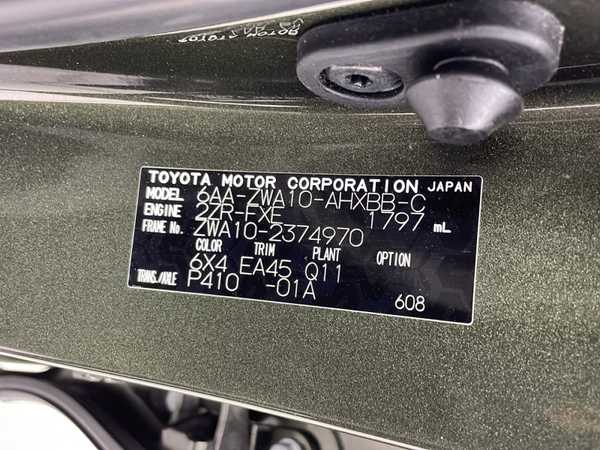 TOYOTA MOTOR CORPORATION JAPAN
MODEL 6AA-ZWA10-AHXBB-C
ENGINE 2ZR-FXE 1797 mL
FRAME No. ZWA10-2374970
COLOR TRIM PLANT OPTION
6X4 EA45 Q11
TRANS./AXLE P410 -01A
608